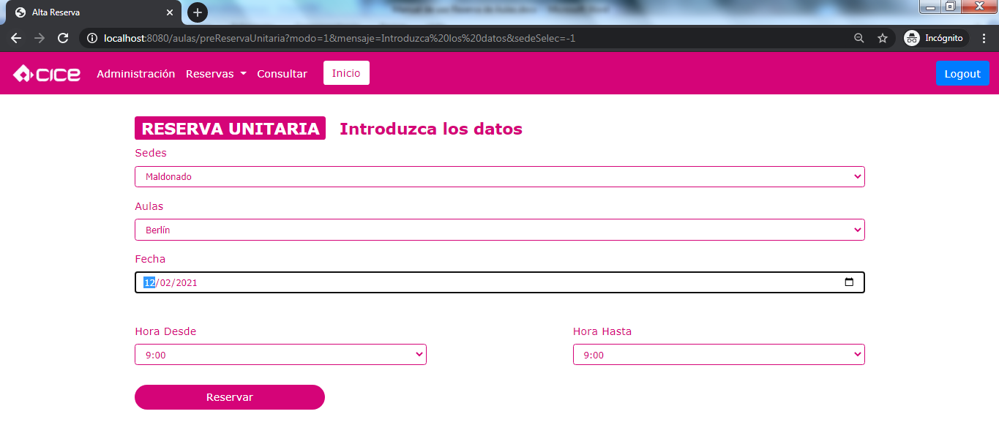 Alta Reserva
localhost:8080/aulas/preReservaUnitaria?modo=1&mensaje=Introduzca%20los%20datos&sedeSelec=-1
Incógnito
CICE Administración Reservas Consultar Inicio Logout
RESERVA UNITARIA Introduzca los datos
Sedes
Maldonado
Aulas
Berlín
Fecha
12/02/2021
Hora Desde Hora Hasta
9:00 9:00
Reservar